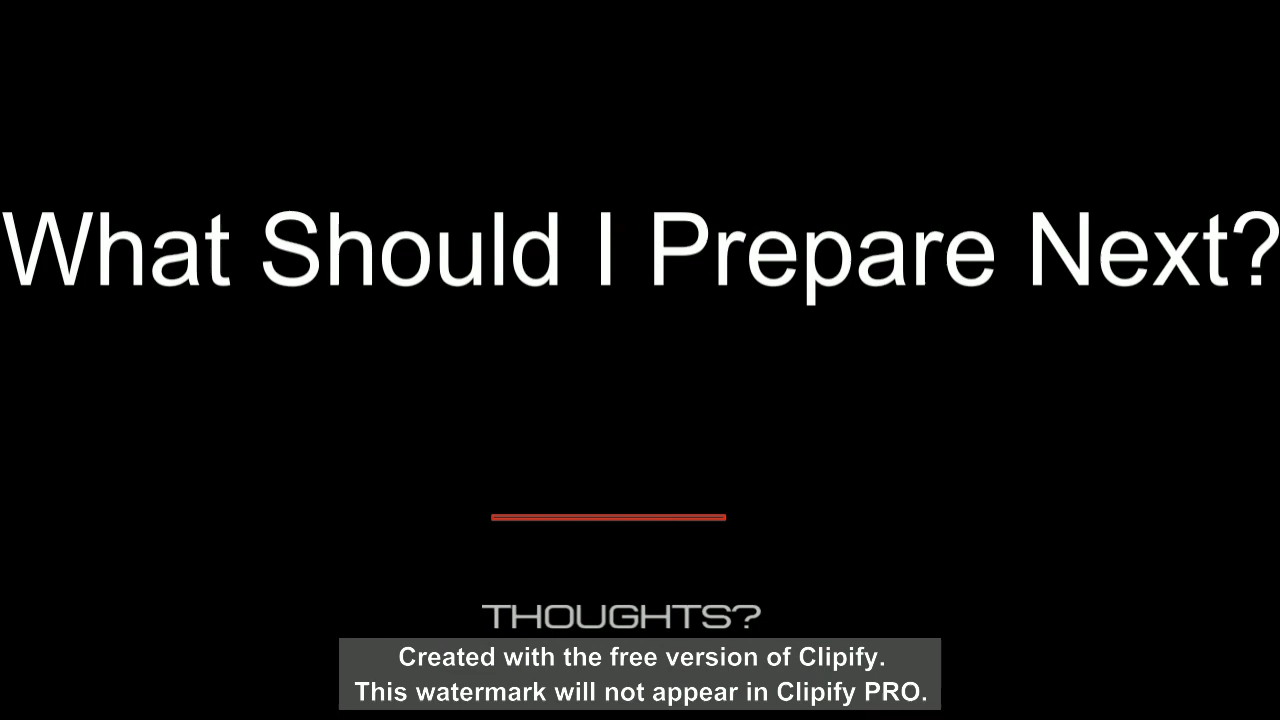 What Should I Prepare Next?
THOUGHTS?
Created with the free version of Clipify.
This watermark will not appear in Clipify PRO.